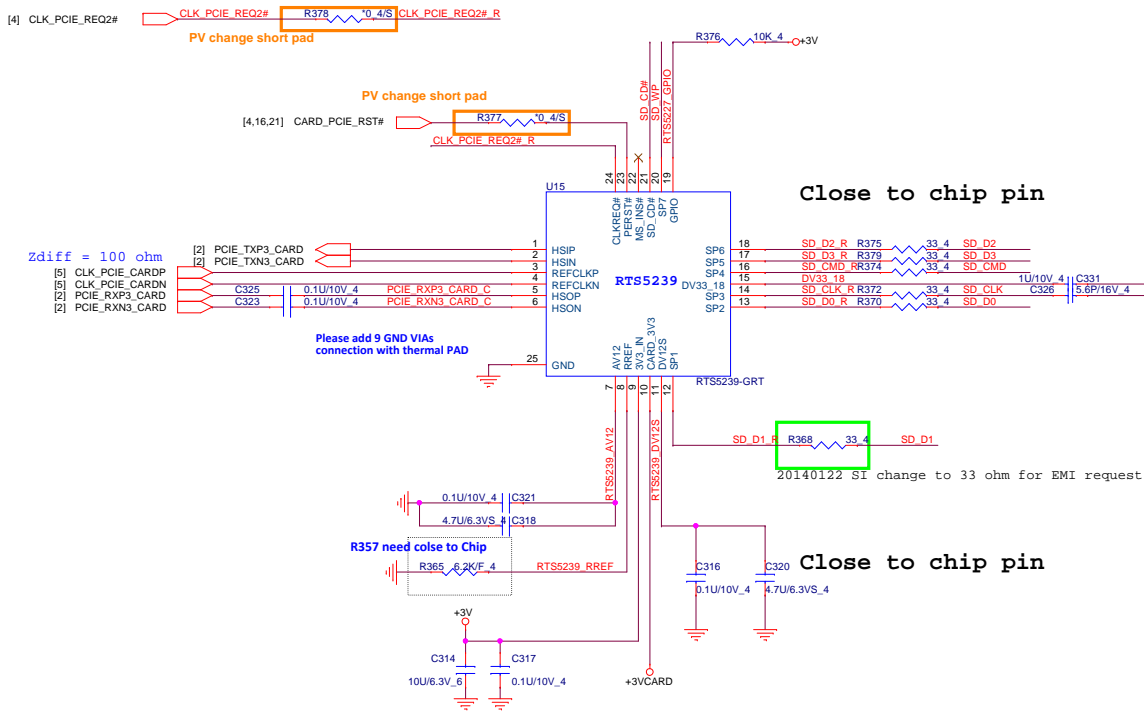 [4] CLK_PCIE_REQ2# CLK_PCIE_REQ2# R378 *0_4/S CLK_PCIE_REQ2#_R
PV change short pad
R376 10K_4 +3V
PV change short pad
SD_CD#
SD_WP
RTS5227_GPIO
[4,16,21] CARD_PCIE_RST# R377 *0_4/S
CLK_PCIE_REQ2#_R
24 23 22 21 20 19
U15
Close to chip pin
CLKREQ# PERST# MS_INS# SD_CD# SP7 GPIO
Zdiff = 100 ohm
[2] PCIE_TXP3_CARD 1 HSIP
[2] PCIE_TXN3_CARD 2 HSIN
[5] CLK_PCIE_CARDP 3 REFCLKP
[5] CLK_PCIE_CARDN 4 REFCLKN
[2] PCIE_RXP3_CARD C325 0.1U/10V_4 PCIE_RXP3_CARD_C 5 HSOP
[2] PCIE_RXN3_CARD C323 0.1U/10V_4 PCIE_RXN3_CARD_C 6 HSON
RTS5239
SP6 18 SD_D2_R R375 33_4 SD_D2
SP5 17 SD_D3_R R379 33_4 SD_D3
SP4 16 SD_CMD_R R374 33_4 SD_CMD
DV33_18 15 DV33_18 1U/10V_4 C331
SP3 14 SD_CLK_R R372 33_4 SD_CLK C326 5.6P/16V_4
SP2 13 SD_D0_R R370 33_4 SD_D0
Please add 9 GND VIAs
connection with thermal PAD
25 GND
AV12 RREF 3V3_IN CARD_3V3 DV12S SP1
RTS5239-GRT
7 8 9 10 11 12
RTS5239_AV12
RTS5239_DV12S
SD_D1_R R368 33_4 SD_D1
20140122 SI change to 33 ohm for EMI request
0.1U/10V_4 C321
4.7U/6.3VS_4 C318
R357 need colse to Chip
R365 6.2K/F_4 RTS5239_RREF
Close to chip pin
C316
0.1U/10V_4
C320
4.7U/6.3VS_4
+3V
C314
10U/6.3V_6
C317
0.1U/10V_4
+3VCARD